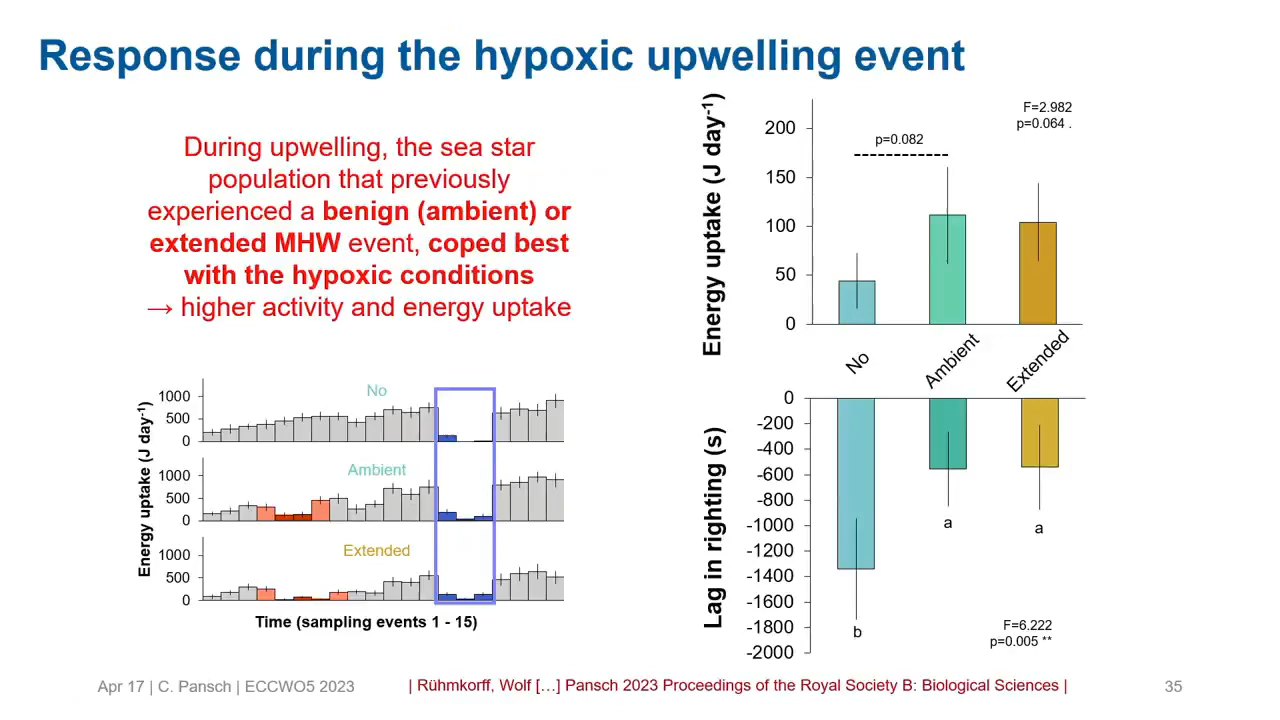 Response during the hypoxic upwelling event
During upwelling, the sea star
population that previously
experienced a benign (ambient) or
extended MHW event, coped best
with the hypoxic conditions
→ higher activity and energy uptake
Energy uptake (J day-1)
1000
500
0
No
1000
500
0
Ambient
1000
500
0
Extended
Time (sampling events 1 - 15)
Energy uptake (J day-1)
200
150
100
50
0
p=0.082
F=2.982
p=0.064 .
No
Ambient
Extended
Lag in righting (s)
0
-200
-400
-600
-800
-1000
-1200
-1400
-1600
-1800
-2000
b
a
a
F=6.222
p=0.005 **
Apr 17 | C. Pansch | ECCWO5 2023
| Rühmkorff, Wolf […] Pansch 2023 Proceedings of the Royal Society B: Biological Sciences |
35